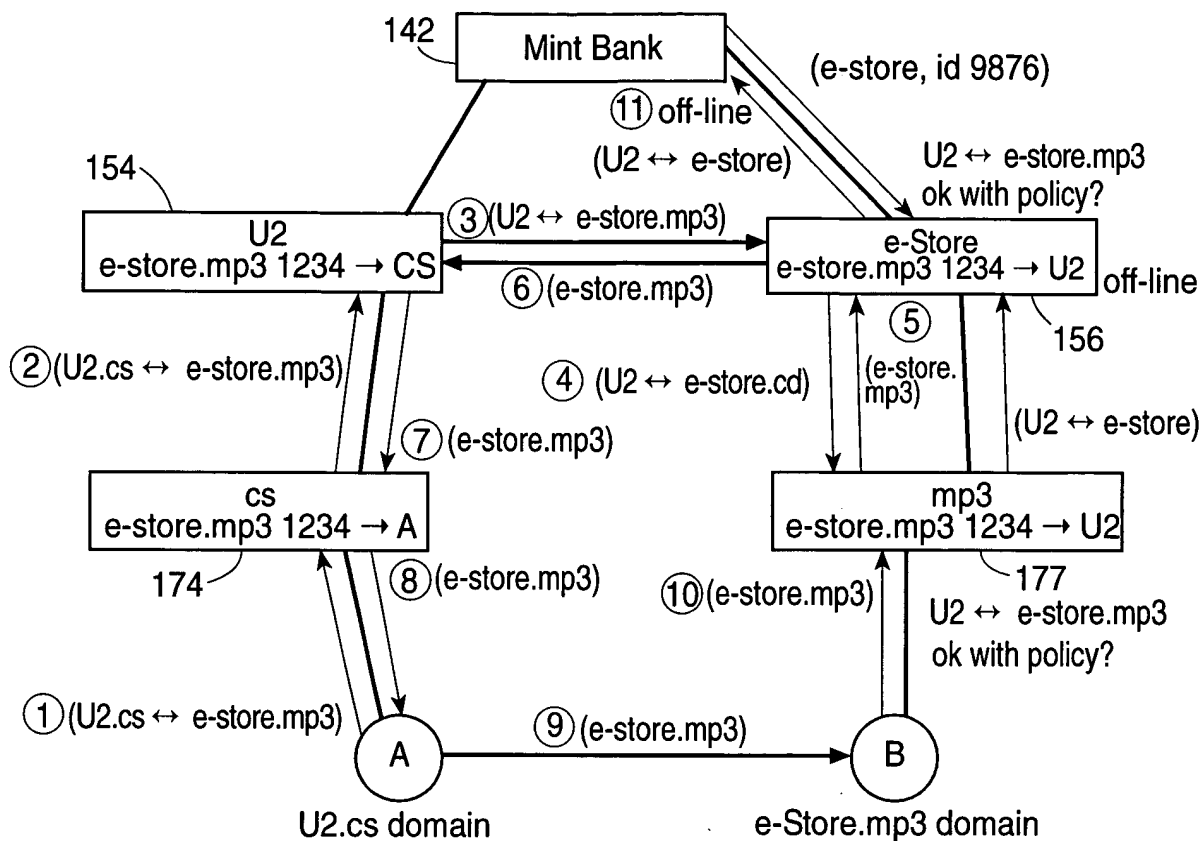 142
Mint Bank
(e-store, id 9876)
⑪ off-line
(U2 ↔ e-store)
U2 ↔ e-store.mp3
ok with policy?
154
U2
e-store.mp3 1234 → CS
③ (U2 ↔ e-store.mp3)
⑥ (e-store.mp3)
e-Store
e-store.mp3 1234 → U2
off-line
156
② (U2.cs ↔ e-store.mp3)
⑦ (e-store.mp3)
④ (U2 ↔ e-store.cd)
⑤
(e-store.
mp3)
(U2 ↔ e-store)
cs
e-store.mp3 1234 → A
174
mp3
e-store.mp3 1234 → U2
177
⑧ (e-store.mp3)
⑩ (e-store.mp3)
U2 ↔ e-store.mp3
ok with policy?
① (U2.cs ↔ e-store.mp3)
⑨ (e-store.mp3)
A
B
U2.cs domain
e-Store.mp3 domain